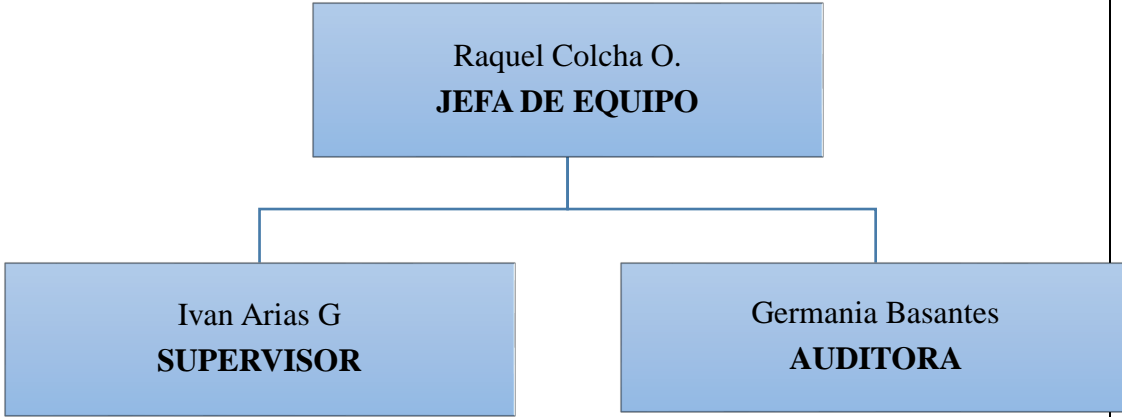 Raquel Colcha O.
JEFA DE EQUIPO
Ivan Arias G
SUPERVISOR
Germania Basantes
AUDITORA